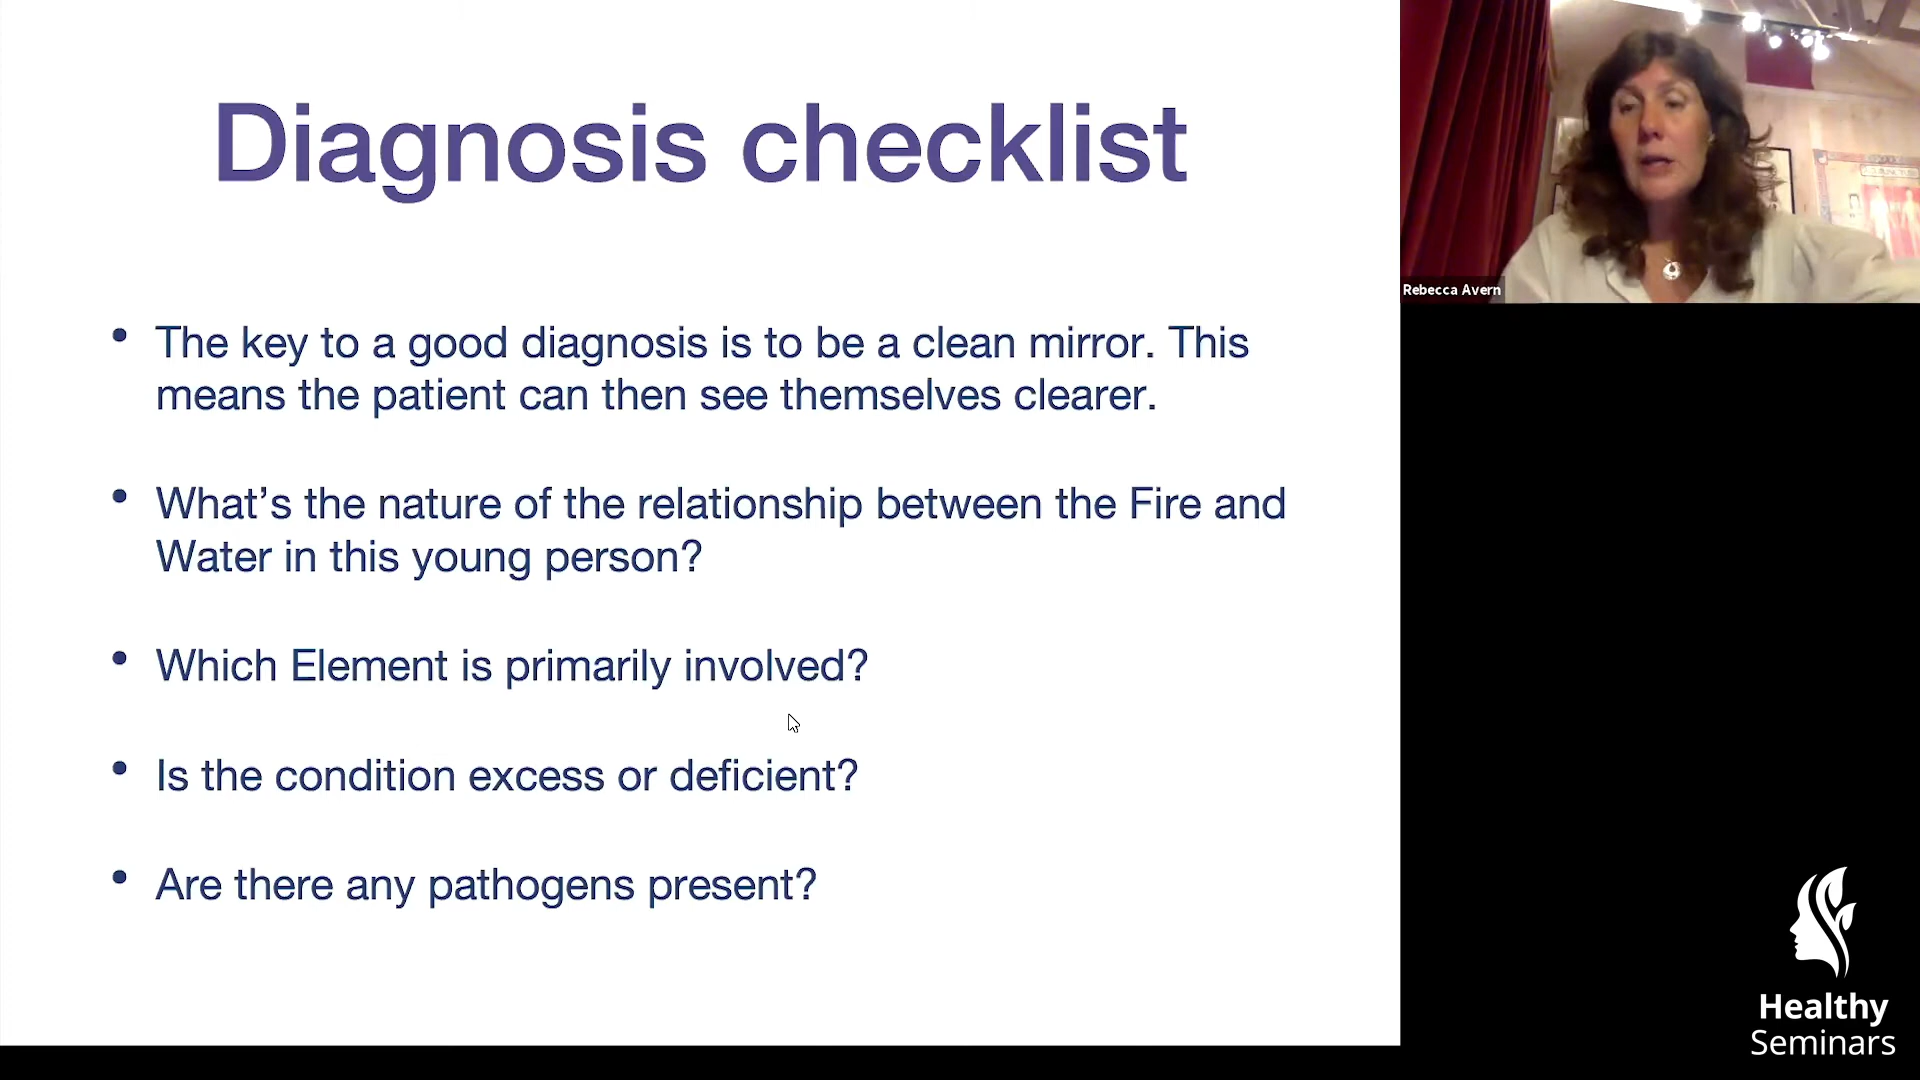 Diagnosis checklist
• The key to a good diagnosis is to be a clean mirror. This
means the patient can then see themselves clearer.
• What’s the nature of the relationship between the Fire and
Water in this young person?
• Which Element is primarily involved?
• Is the condition excess or deficient?
• Are there any pathogens present?
Rebecca Avern
Healthy
Seminars